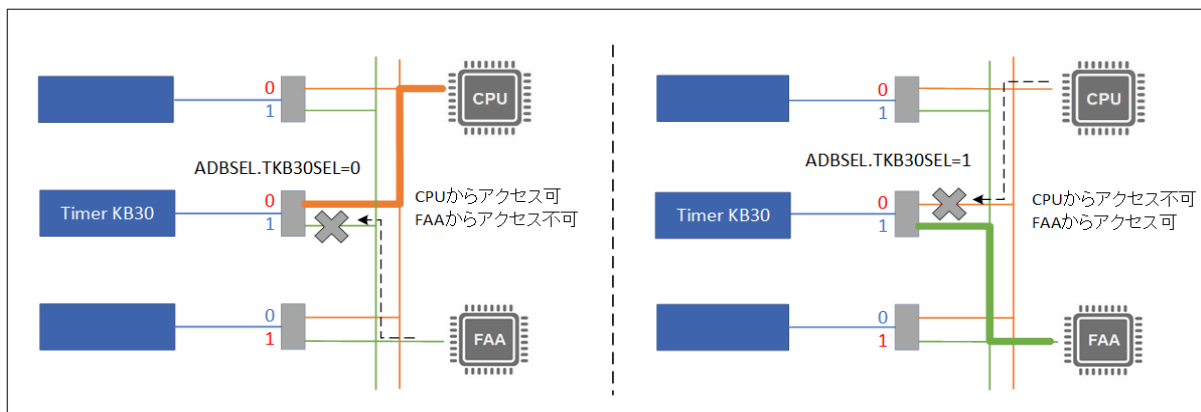 0
1
CPU
ADBSEL.TKB30SEL=0
Timer KB30
0
1
CPUからアクセス可
FAAからアクセス不可
0
1
FAA
0
1
CPU
ADBSEL.TKB30SEL=1
Timer KB30
0
1
CPUからアクセス不可
FAAからアクセス可
0
1
FAA